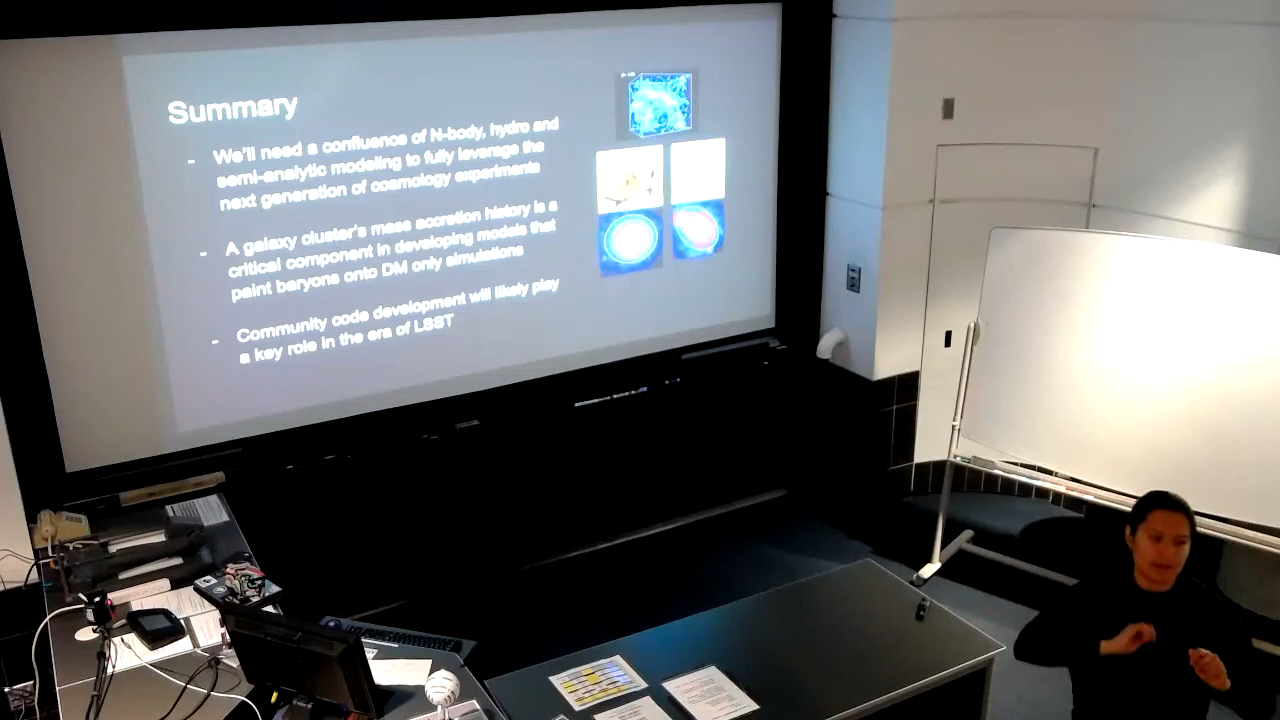 Summary
- We'll need a confluence of N-body, hydro and
semi-analytic modeling to fully leverage the
next generation of cosmology experiments
- A galaxy cluster's mass accretion history is a
critical component in developing models that
paint baryons onto DM only simulations
- Community code development will likely play
a key role in the era of LSST